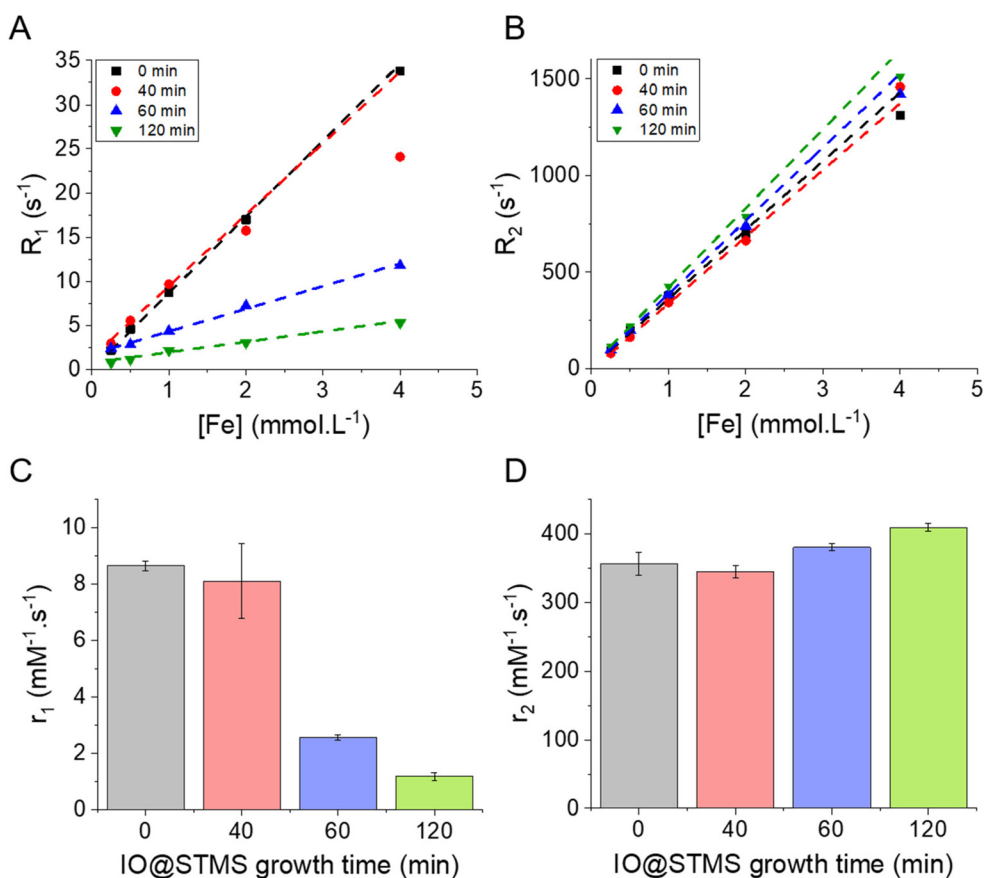 A
35
30
25
20
15
10
5
0
0 min
40 min
60 min
120 min
R₁ (s⁻¹)
0 1 2 3 4 5
[Fe] (mmol.L⁻¹)
B
1500
1000
500
0
0 min
40 min
60 min
120 min
R₂ (s⁻¹)
0 1 2 3 4 5
[Fe] (mmol.L⁻¹)
C
10
8
6
4
2
0
r₁ (mM⁻¹.s⁻¹)
0 40 60 120
IO@STMS growth time (min)
D
400
300
200
100
0
r₂ (mM⁻¹.s⁻¹)
0 40 60 120
IO@STMS growth time (min)